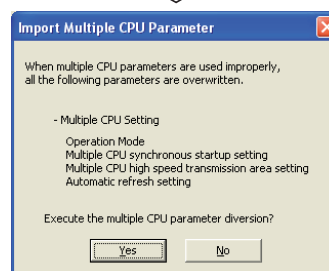 Import Multiple CPU Parameter
When multiple CPU parameters are used improperly,
all the following parameters are overwritten.
- Multiple CPU Setting
Operation Mode
Multiple CPU synchronous startup setting
Multiple CPU high speed transmission area setting
Automatic refresh setting
Execute the multiple CPU parameter diversion?
Yes No